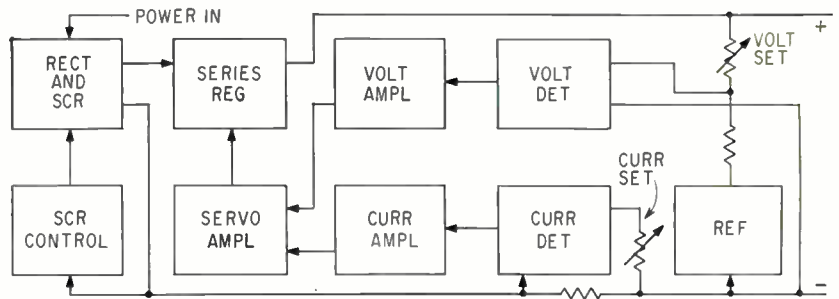 POWER IN
+
RECT
AND
SCR
SERIES
REG
VOLT
AMPL
VOLT
DET
VOLT
SET
SCR
CONTROL
SERVO
AMPL
CURR
AMPL
CURR
DET
CURR
SET
REF
−